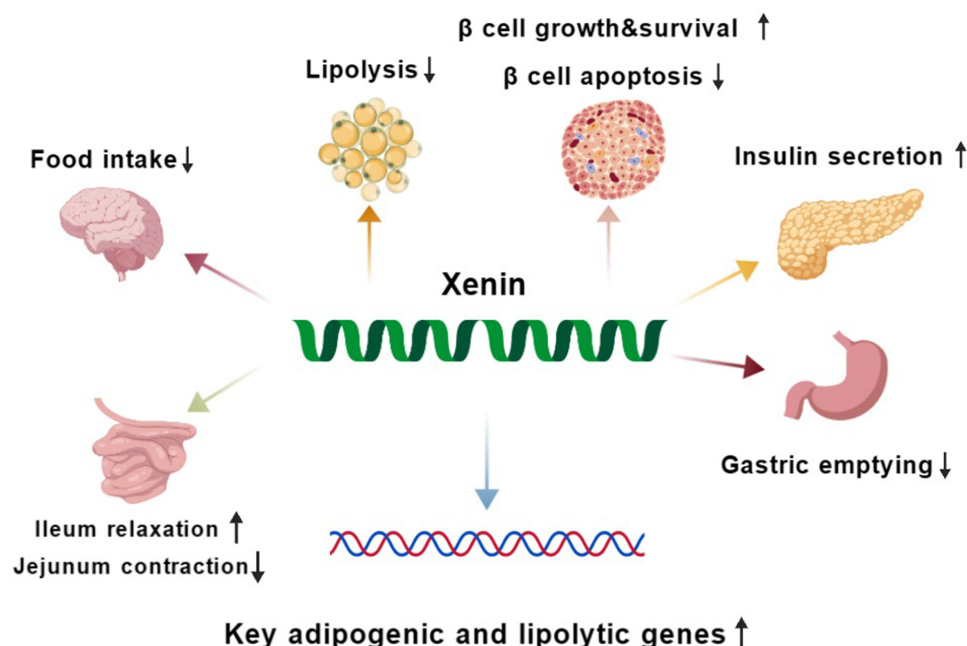 β cell growth&survival ↑
Lipolysis ↓
β cell apoptosis ↓
Food intake ↓
Insulin secretion ↑
Xenin
Gastric emptying ↓
Ileum relaxation ↑
Jejunum contraction ↓
Key adipogenic and lipolytic genes ↑